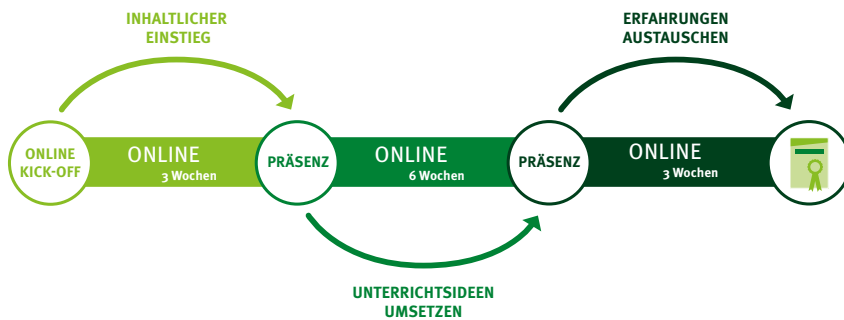 INHALTLICHER
EINSTIEG
ERFAHRUNGEN
AUSTAUSCHEN
ONLINE
KICK-OFF
ONLINE
3 Wochen
PRÄSENZ
ONLINE
6 Wochen
PRÄSENZ
ONLINE
3 Wochen
UNTERRICHTSIDEEN
UMSETZEN